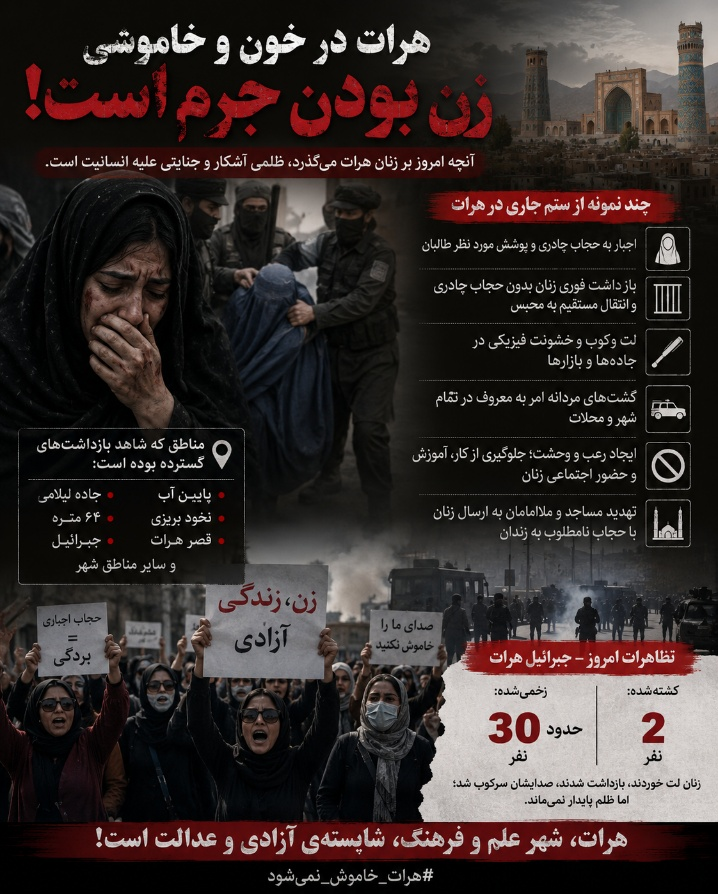 هرات در خون و خاموشی
زن بودن جرم است!
آنچه امروز بر زنان هرات می‌گذرد، ظلمی آشکار و جنایتی علیه انسانیت است.
چند نمونه از ستم جاری در هرات
اجبار به حجاب چادری و پوشش مورد نظر طالبان
باز داشت فوری زنان بدون حجاب چادری
و انتقال مستقیم به محبس
لت وکوب و خشونت فیزیکی در
جاده‌ها و بازارها
گشت‌های مردانه امر به معروف در تمّام
شهر و محلات
ایجاد رعب و وحشت؛ جلوگیری از کار، آموزش
و حضور اجتماعی زنان
تهدید مساجد و ملاامامان به ارسال زنان
با حجاب نامطلوب به زندان
مناطق که شاهد بازداشت‌های
گسترده بوده است:
پایین آب
نخود بریزی
قصر هرات
جاده لیلامی
۶۴ متره
جبرائیل
و سایر مناطق شهر
حجاب اجباری
=
بردگی
زن، زندگی
آزادی
صدای ما را
خاموش نکنید
تظاهرات امروز – جبرائیل هرات
کشته‌شده:
2
نفر
زخمی‌شده:
حدود 30
نفر
زنان لت خوردند، بازداشت شدند، صدایشان سرکوب شد؛
اما ظلم پایدار نمی‌ماند.
هرات، شهر علم و فرهنگ، شایسته‌ی آزادی و عدالت است!
#هرات_خاموش_نمی‌شود